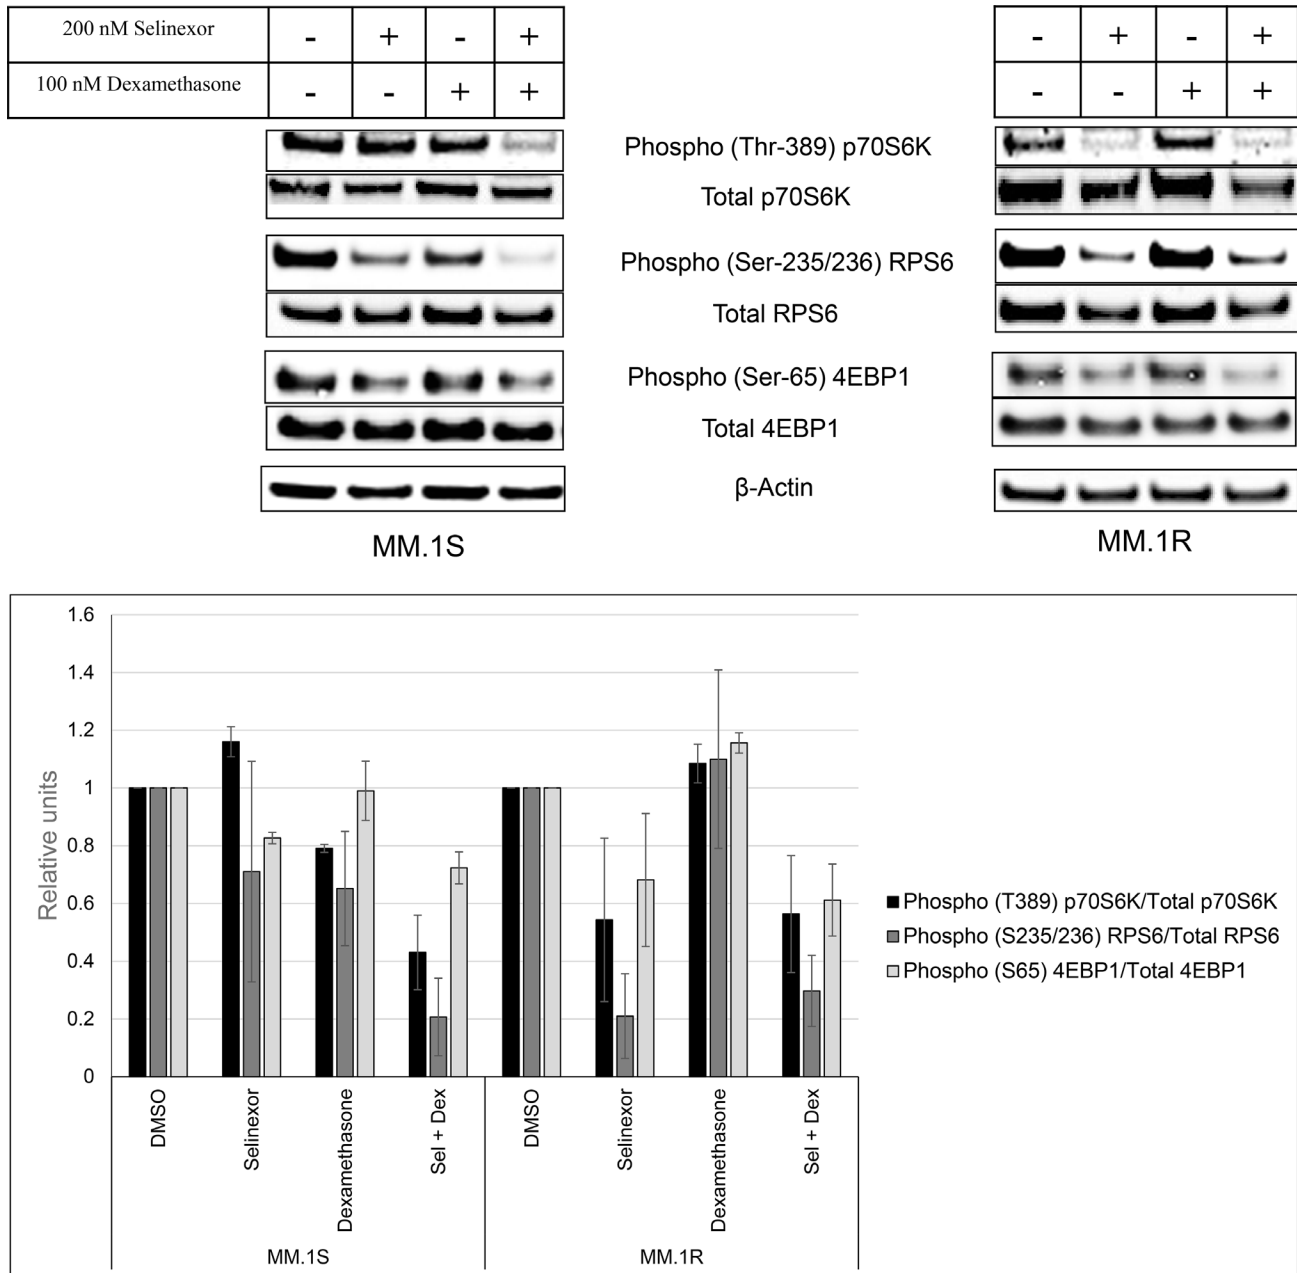 200 nM Selinexor - + - + - + - +
100 nM Dexamethasone - - + + - - + +
Phospho (Thr-389) p70S6K
Total p70S6K
Phospho (Ser-235/236) RPS6
Total RPS6
Phospho (Ser-65) 4EBP1
Total 4EBP1
β-Actin
MM.1S MM.1R
Relative units
1.6
1.4
1.2
1
0.8
0.6
0.4
0.2
0
DMSO
Selinexor
Dexamethasone
Sel + Dex
DMSO
Selinexor
Dexamethasone
Sel + Dex
MM.1S MM.1R
Phospho (T389) p70S6K/Total p70S6K
Phospho (S235/236) RPS6/Total RPS6
Phospho (S65) 4EBP1/Total 4EBP1